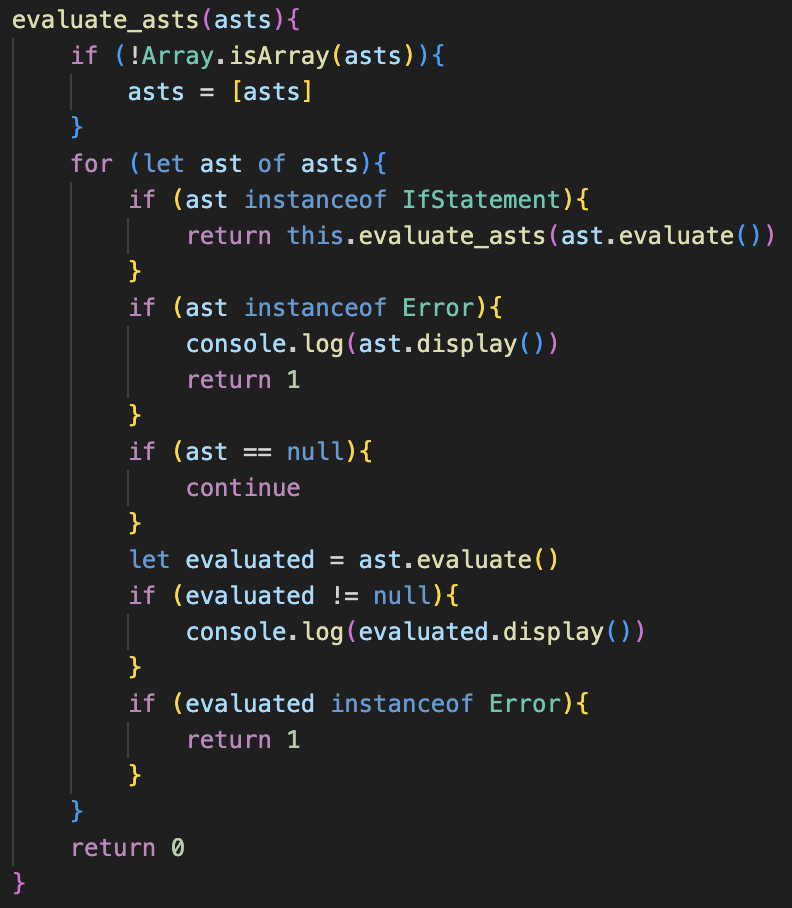 evaluate_asts(asts){
    if (!Array.isArray(asts)){
        asts = [asts]
    }
    for (let ast of asts){
        if (ast instanceof IfStatement){
            return this.evaluate_asts(ast.evaluate())
        }
        if (ast instanceof Error){
            console.log(ast.display())
            return 1
        }
        if (ast == null){
            continue
        }
        let evaluated = ast.evaluate()
        if (evaluated != null){
            console.log(evaluated.display())
        }
        if (evaluated instanceof Error){
            return 1
        }
    }
    return 0
}